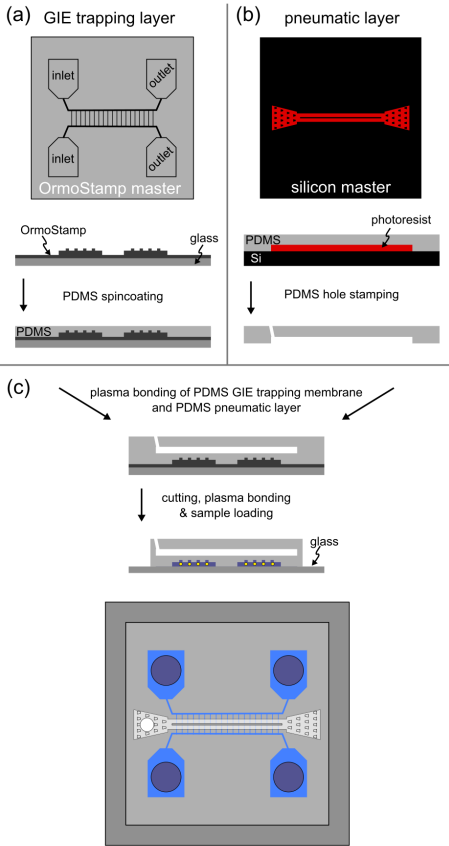 (a) GIE trapping layer
inlet
outlet
inlet
outlet
OrmoStamp master
OrmoStamp
glass
PDMS spincoating
PDMS
(b) pneumatic layer
silicon master
photoresist
PDMS
Si
PDMS hole stamping
(c)
plasma bonding of PDMS GIE trapping membrane
and PDMS pneumatic layer
cutting, plasma bonding
& sample loading
glass